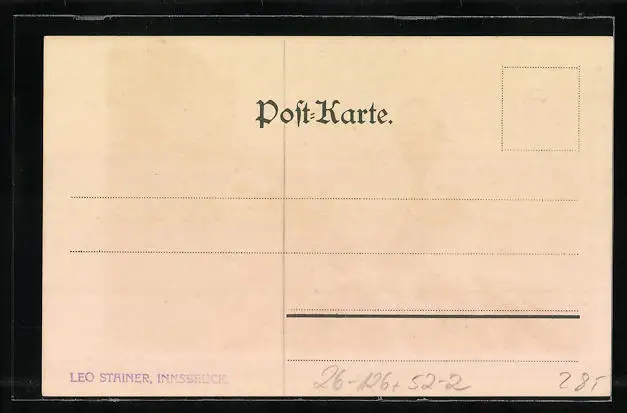 Post-Karte.
LEO STAINER, INNSBRUCK.
26-126+52-2
285